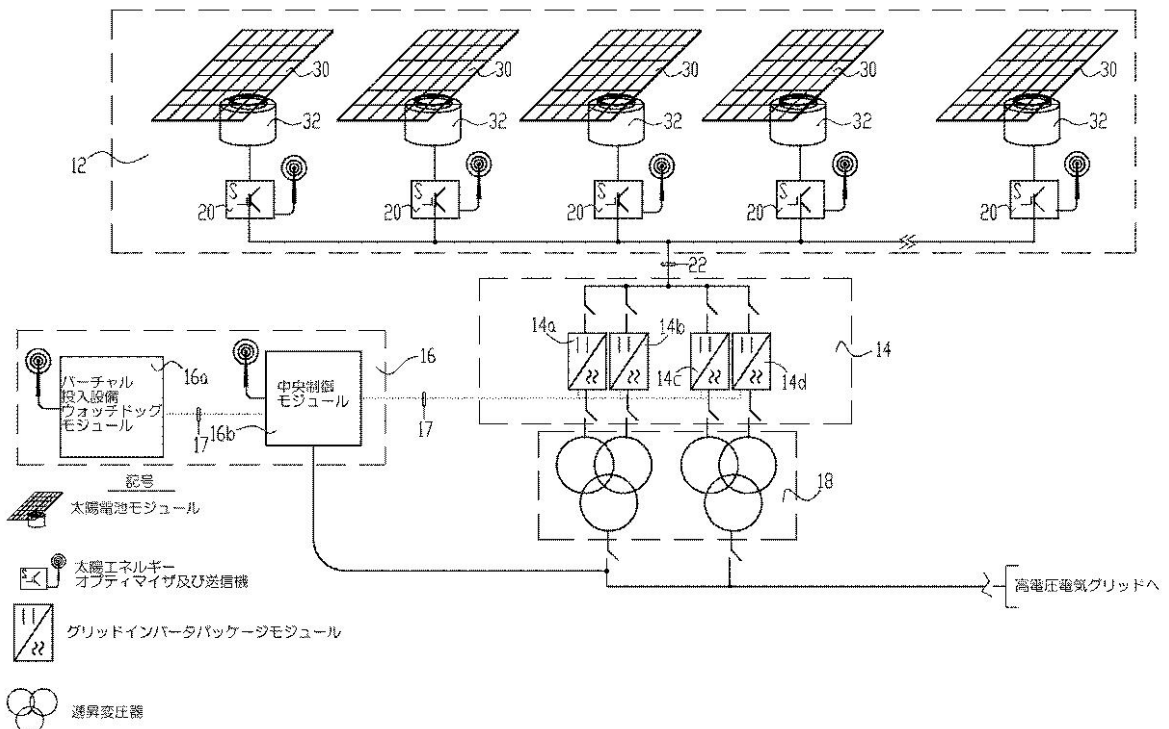 30 30 30 30 30
32 32 32 32 32
12
20 20 20 20 20
22
14a 14b
14
14c 14d
16
16a
バーチャル
投入設備
ウォッチドッグ
モジュール
中央制御
モジュール
17
17
16b
18
記号
太陽電池モジュール
太陽エネルギー
オプティマイザ及び送信機
高電圧電気グリッドへ
グリッドインバータパッケージモジュール
逓昇変圧器